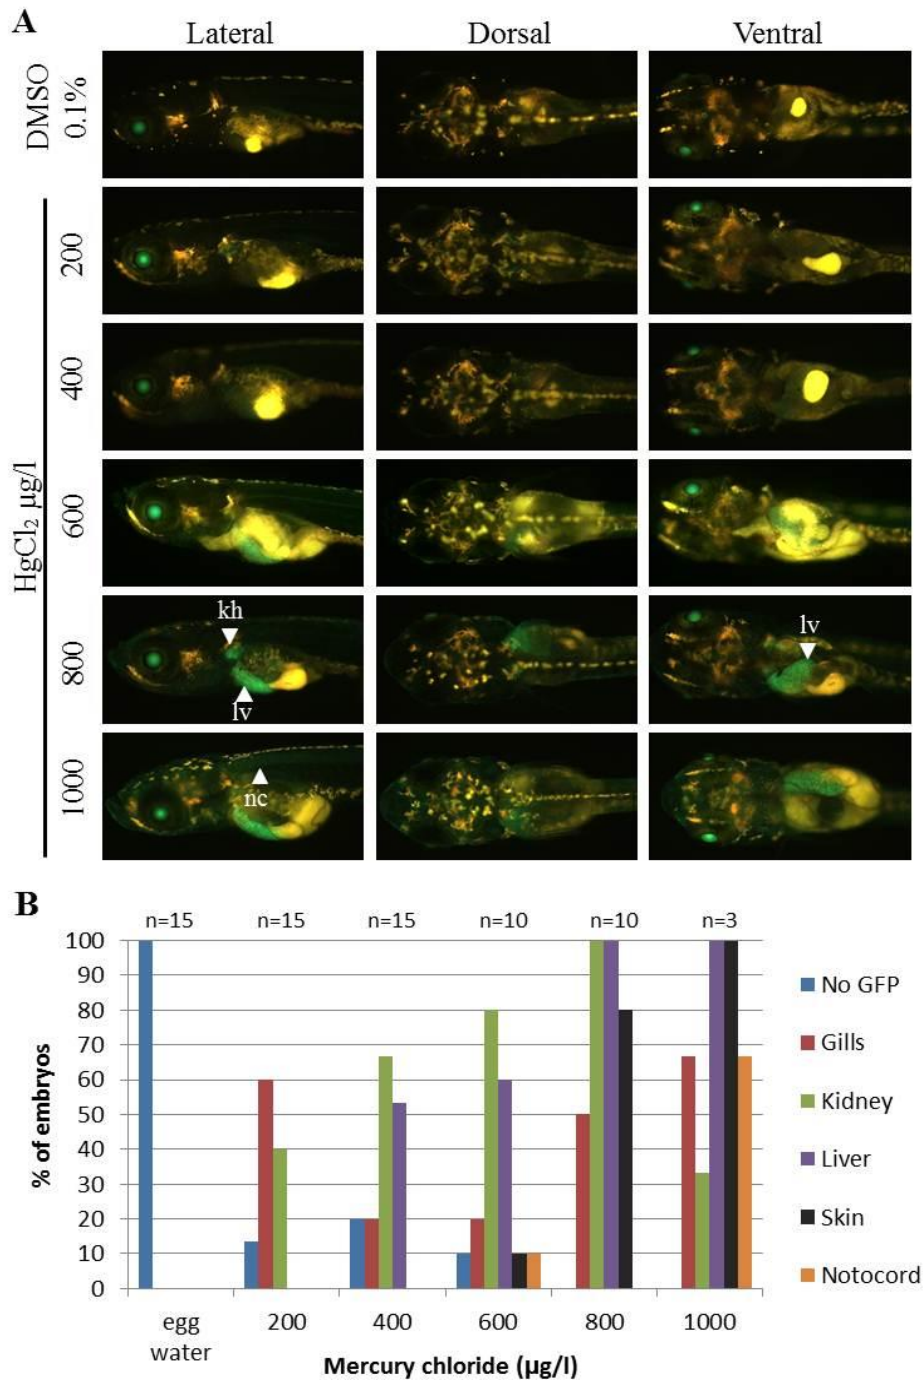 A
Lateral Dorsal Ventral
DMSO
0.1%
HgCl₂ µg/l
200
400
600
800
kh
lv
lv
1000
nc
B
n=15 n=15 n=15 n=10 n=10 n=3
100
90
80
70
60
50
40
30
20
10
0
% of embryos
egg
water
200 400 600 800 1000
Mercury chloride (µg/l)
No GFP
Gills
Kidney
Liver
Skin
Notocord